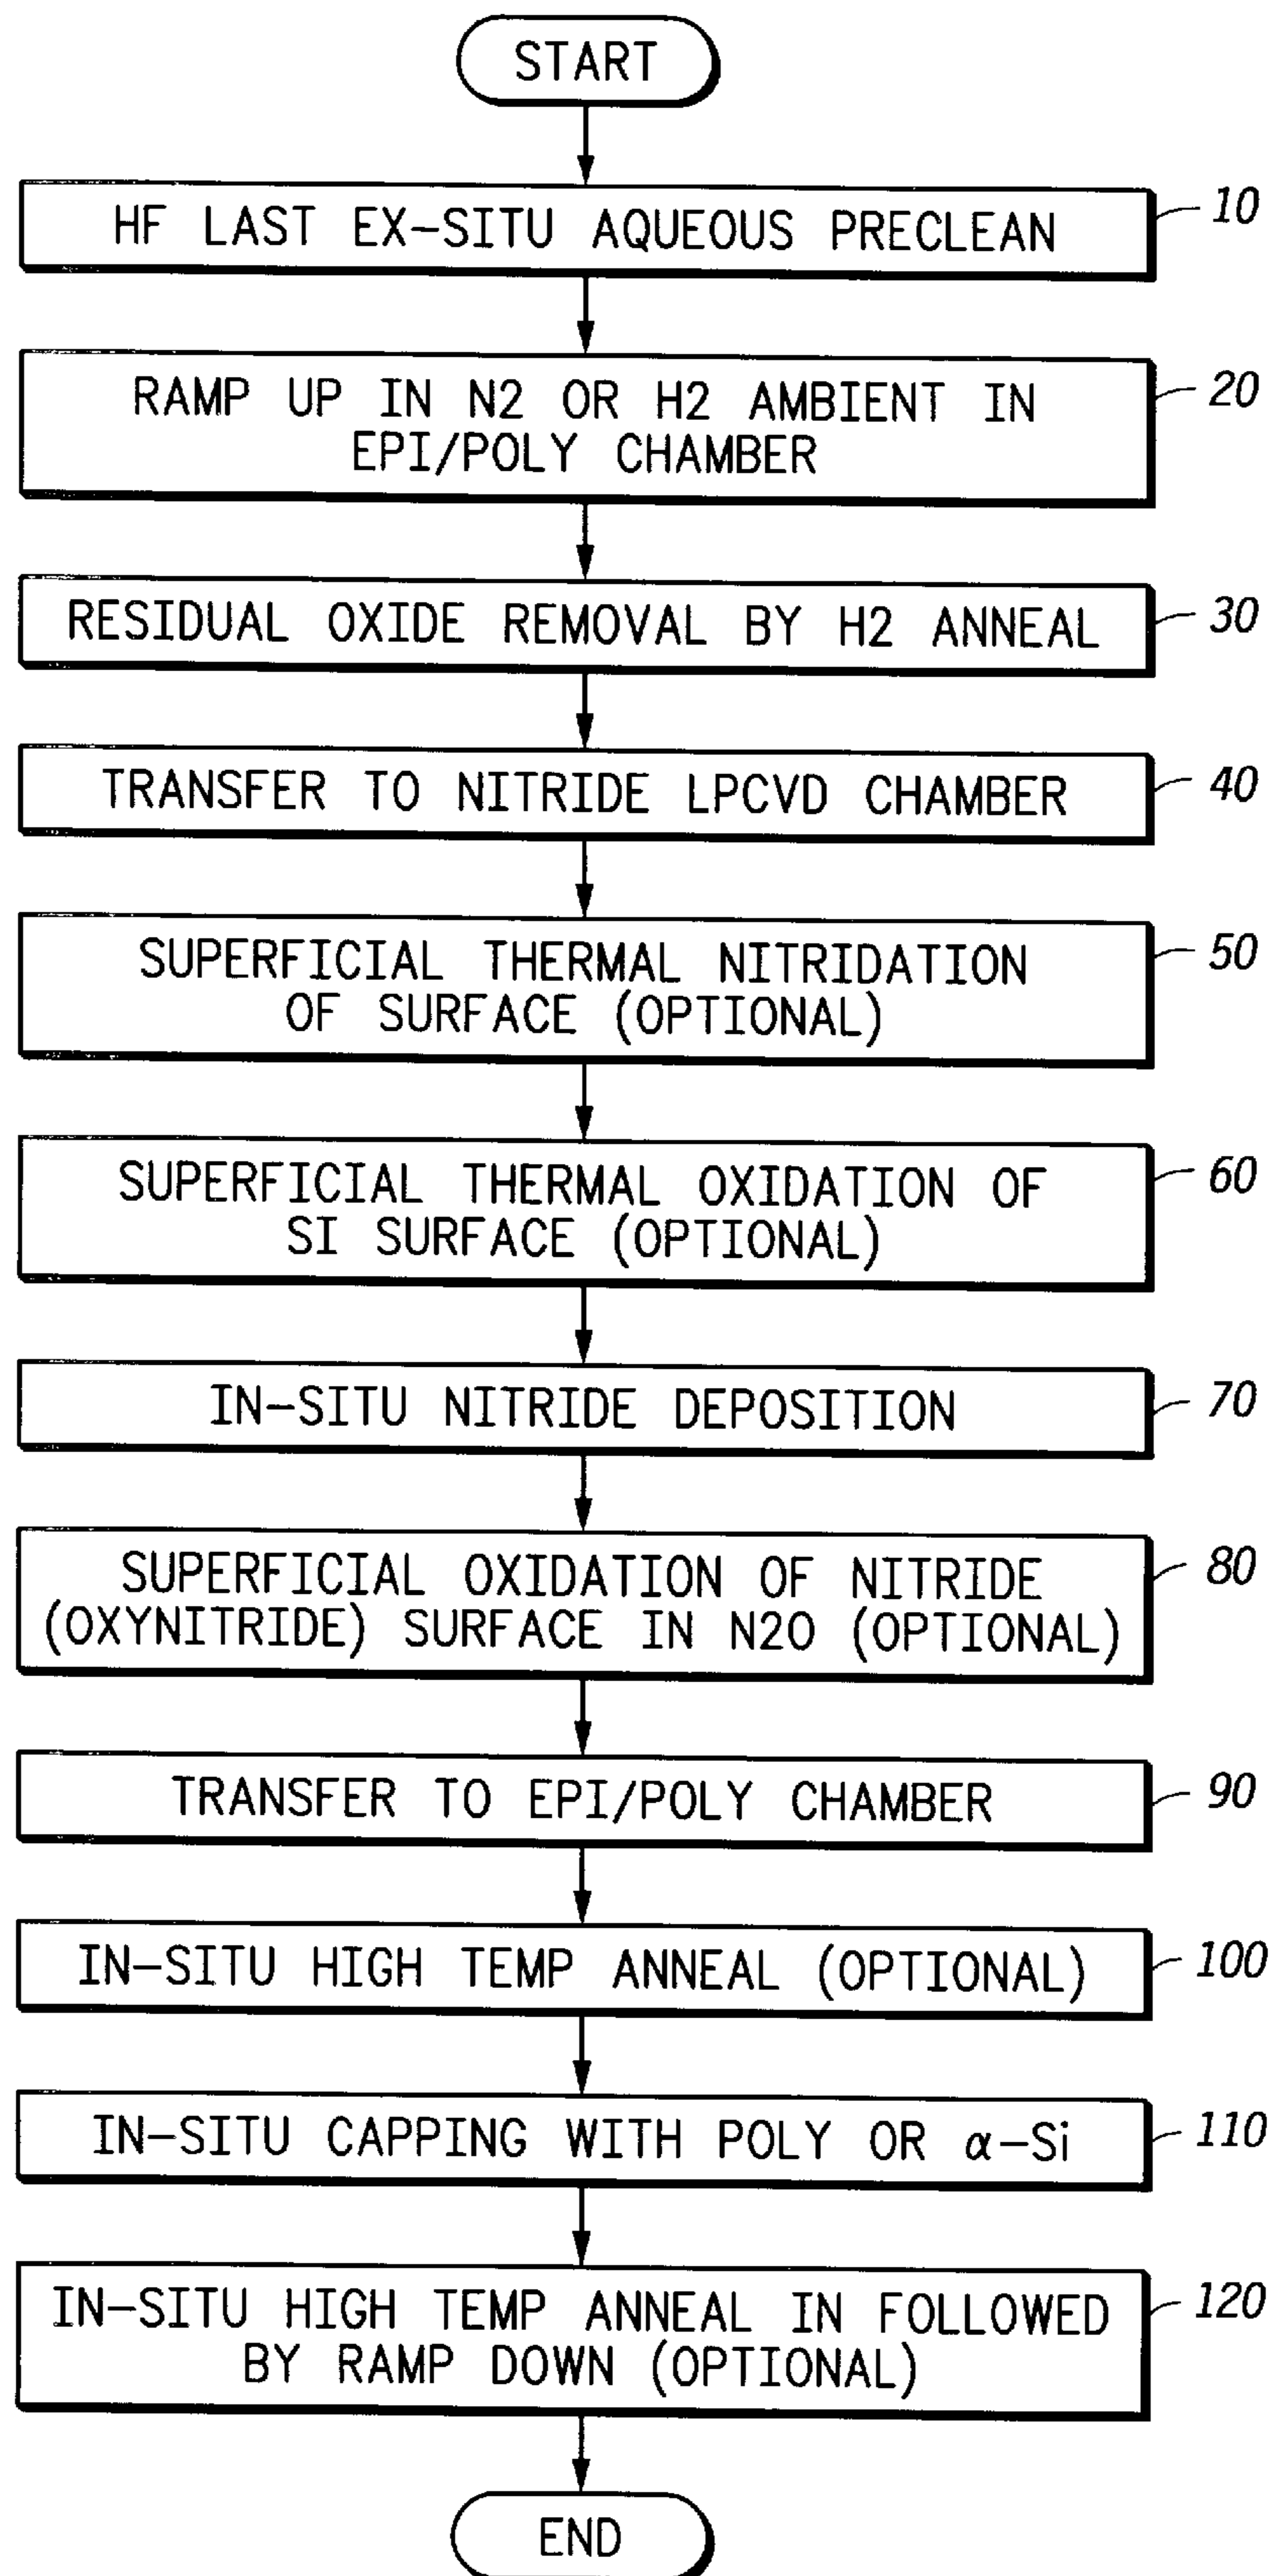 START
HF LAST EX-SITU AQUEOUS PRECLEAN
10
RAMP UP IN N2 OR H2 AMBIENT IN
EPI/POLY CHAMBER
20
RESIDUAL OXIDE REMOVAL BY H2 ANNEAL
30
TRANSFER TO NITRIDE LPCVD CHAMBER
40
SUPERFICIAL THERMAL NITRIDATION
OF SURFACE (OPTIONAL)
50
SUPERFICIAL THERMAL OXIDATION OF
SI SURFACE (OPTIONAL)
60
IN-SITU NITRIDE DEPOSITION
70
SUPERFICIAL OXIDATION OF NITRIDE
(OXYNITRIDE) SURFACE IN N2O (OPTIONAL)
80
TRANSFER TO EPI/POLY CHAMBER
90
IN-SITU HIGH TEMP ANNEAL (OPTIONAL)
100
IN-SITU CAPPING WITH POLY OR α-Si
110
IN-SITU HIGH TEMP ANNEAL IN FOLLOWED
BY RAMP DOWN (OPTIONAL)
120
END